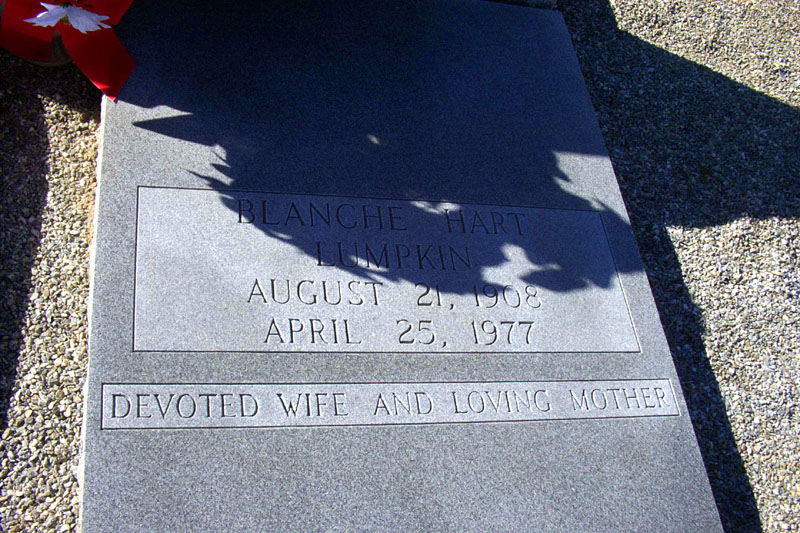 BLANCHE HART
LUMPKIN
AUGUST 21, 1908
APRIL 25, 1977
DEVOTED WIFE AND LOVING MOTHER